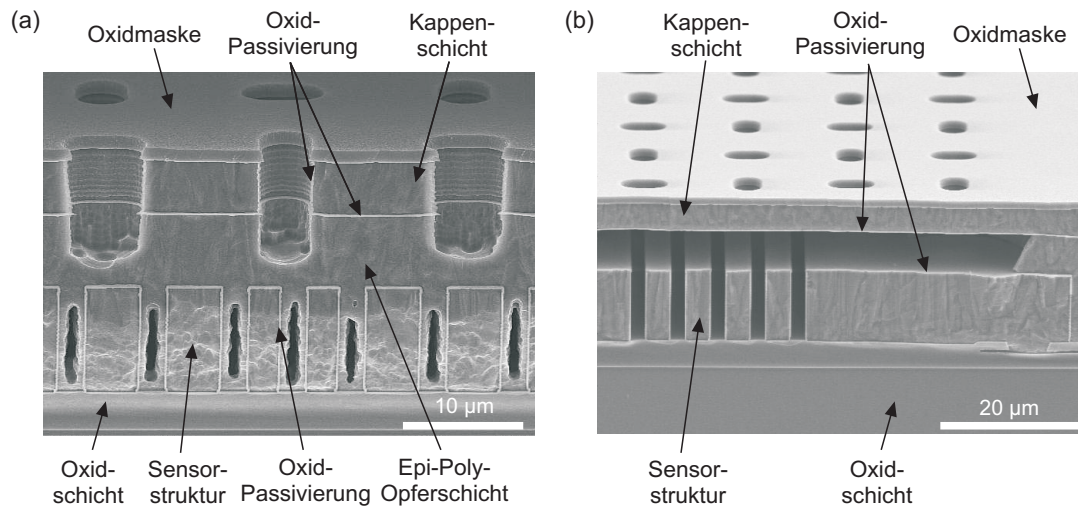 (a)
Oxidmaske
Oxid-
Passivierung
Kappen-
schicht
10 µm
Oxid-
schicht
Sensor-
struktur
Oxid-
Passivierung
Epi-Poly-
Opferschicht
(b)
Kappen-
schicht
Oxid-
Passivierung
Oxidmaske
20 µm
Sensor-
struktur
Oxid-
schicht